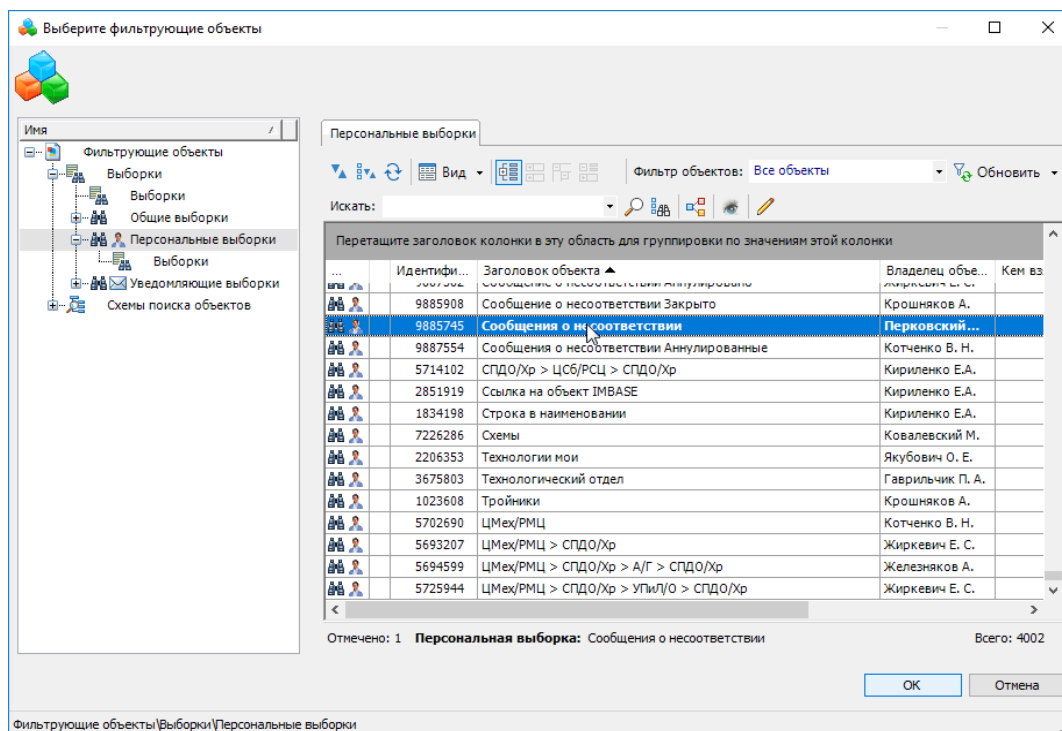 Выберите фильтрующие объекты
Имя
Фильтрующие объекты
Выборки
Выборки
Общие выборки
Персональные выборки
Выборки
Уведомляющие выборки
Схемы поиска объектов
Персональные выборки
Вид Фильтр объектов: Все объекты Обновить
Искать:
Перетащите заголовок колонки в эту область для группировки по значениям этой колонки
... Идентифи... Заголовок объекта Владелец объе... Кем вз
9885908 Сообщение о несоответствии Закрыто Крошняков А.
9885745 Сообщения о несоответствии Перковский...
9887554 Сообщения о несоответствии Аннулированные Котченко В. Н.
5714102 СПДО/Хр > ЦСб/РСЦ > СПДО/Хр Кириленко Е.А.
2851919 Ссылка на объект IMBASE Кириленко Е.А.
1834198 Строка в наименовании Кириленко Е.А.
7226286 Схемы Ковалевский М.
2206353 Технологии мои Якубович О. Е.
3675803 Технологический отдел Гаврильчик П. А.
1023608 Тройники Крошняков А.
5702690 ЦМех/РМЦ Котченко В. Н.
5693207 ЦМех/РМЦ > СПДО/Хр Жиркевич Е. С.
5694599 ЦМех/РМЦ > СПДО/Хр > А/Г > СПДО/Хр Железняков А.
5725944 ЦМех/РМЦ > СПДО/Хр > УПиЛ/О > СПДО/Хр Жиркевич Е. С.
Отмечено: 1 Персональная выборка: Сообщения о несоответствии Всего: 4002
OK Отмена
Фильтрующие объекты\Выборки\Персональные выборки